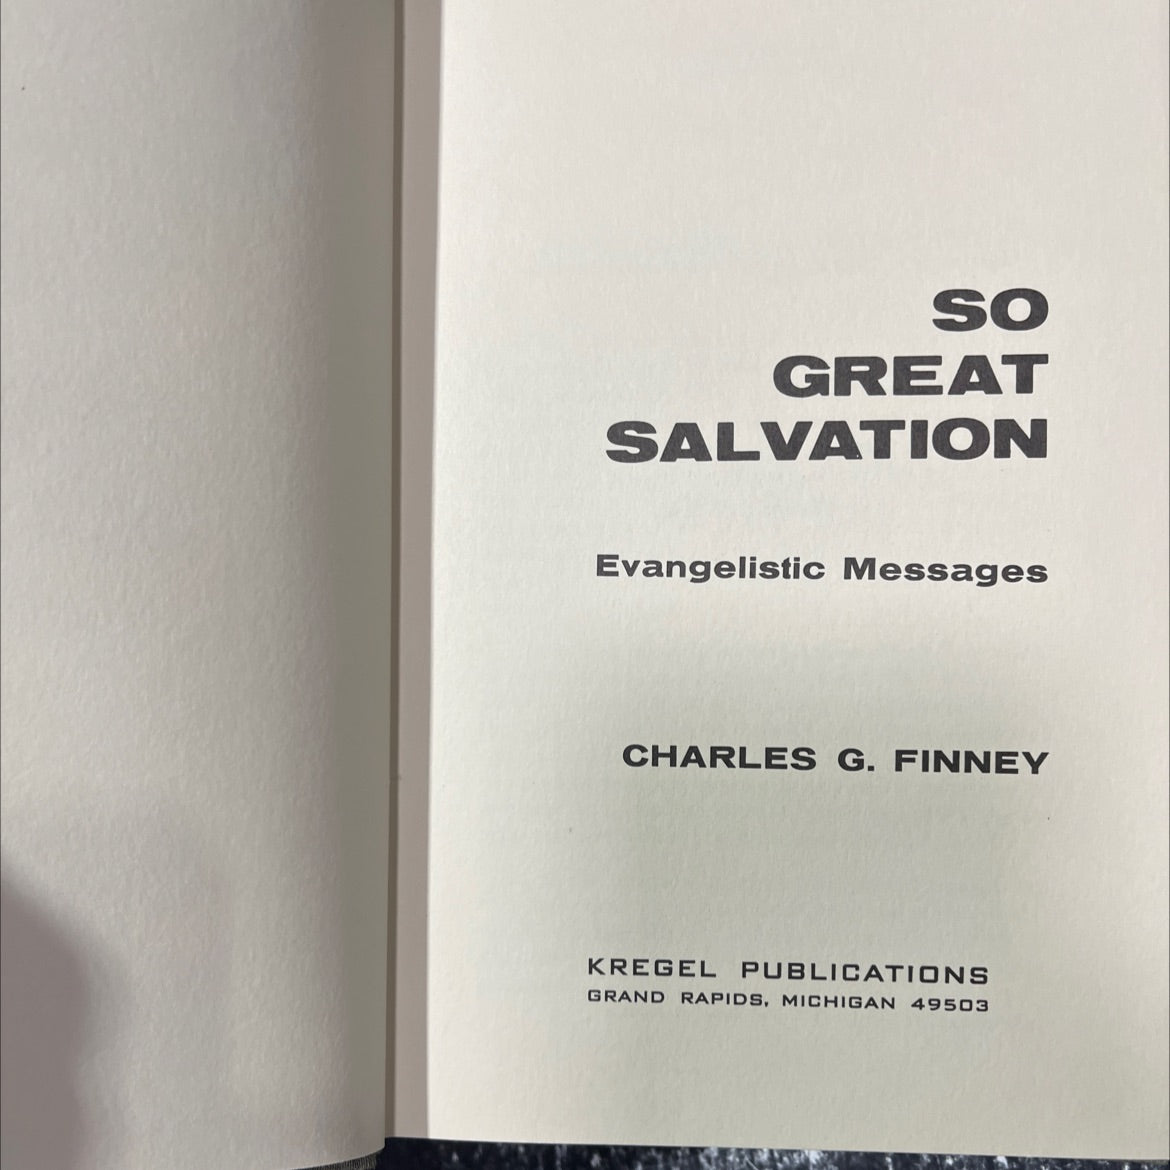 SO
GREAT
SALVATION
Evangelistic Messages
CHARLES G. FINNEY
KREGEL PUBLICATIONS
GRAND RAPIDS, MICHIGAN 49503